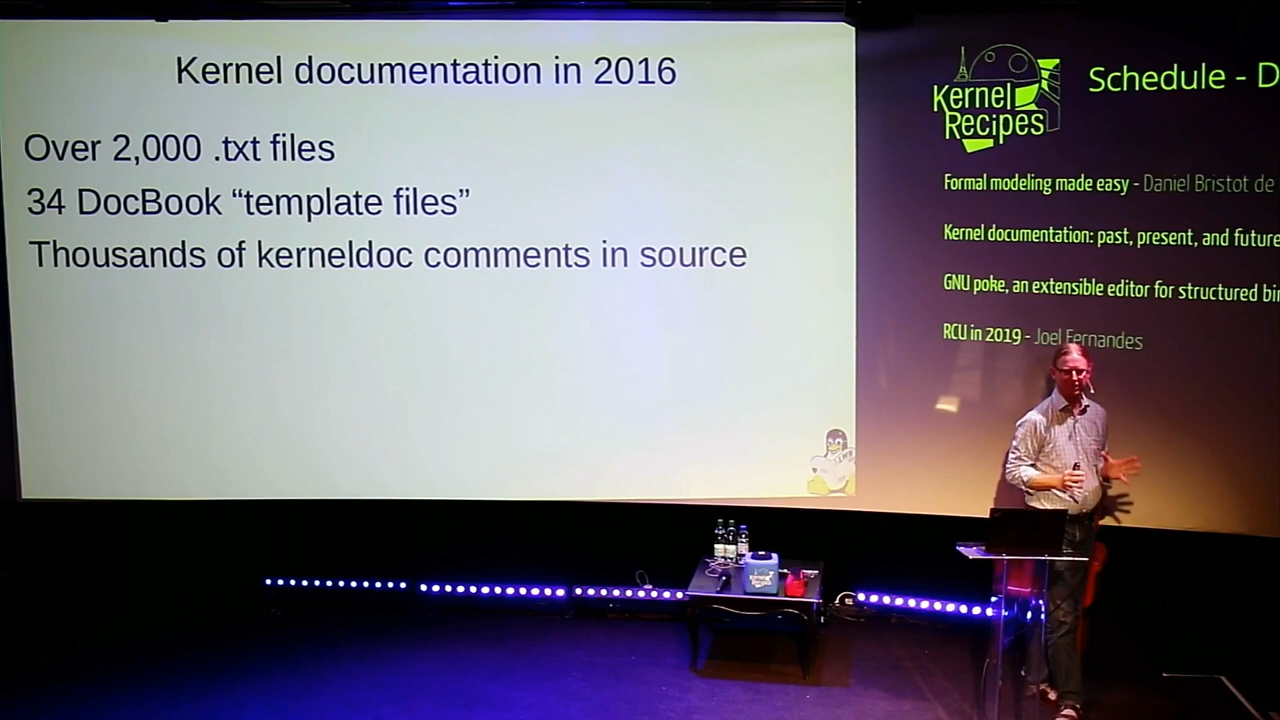 Kernel documentation in 2016
Over 2,000 .txt files
34 DocBook “template files”
Thousands of kerneldoc comments in source
Kernel
Recipes
Schedule - D
Formal modeling made easy - Daniel Bristot de
Kernel documentation: past, present, and future
GNU poke, an extensible editor for structured bi
RCU in 2019 - Joel Fernandes
Kernel
Recipes